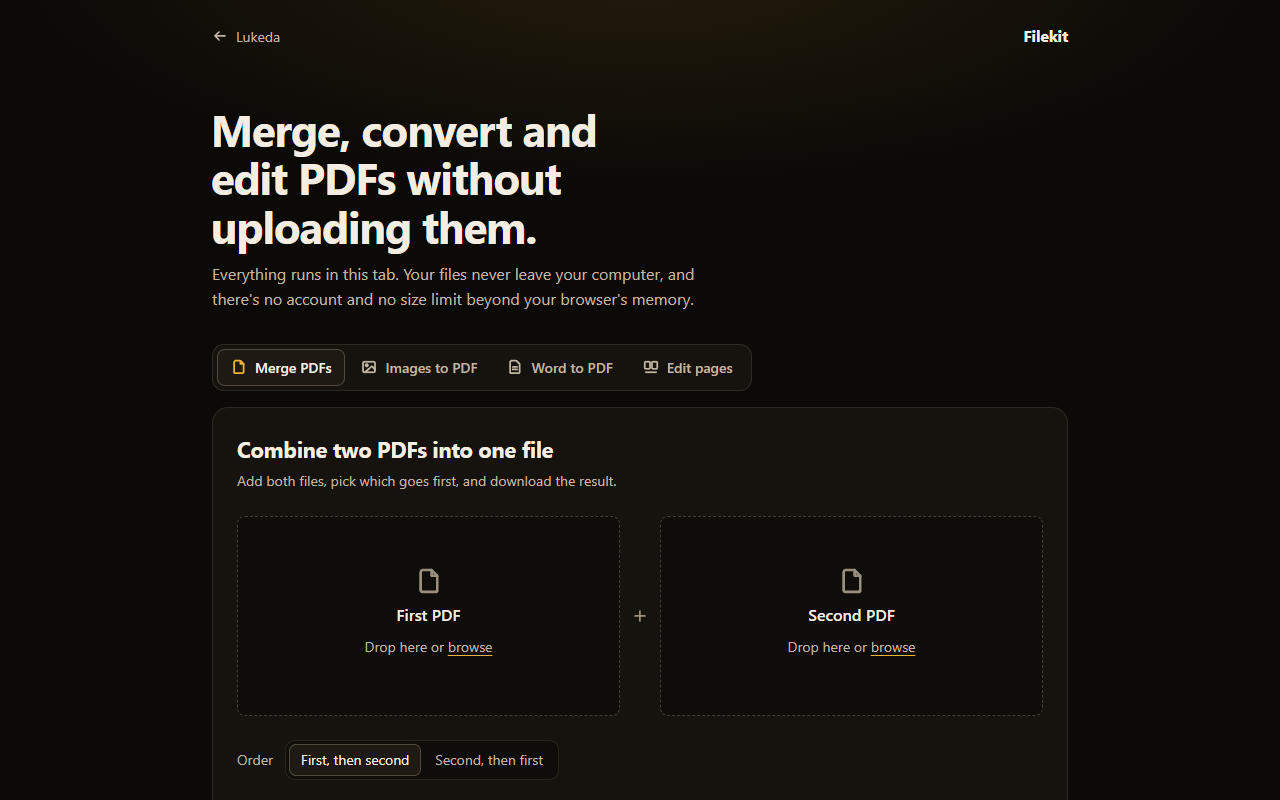 Lukeda
Filekit
Merge, convert and
edit PDFs without
uploading them.
Everything runs in this tab. Your files never leave your computer, and
there's no account and no size limit beyond your browser's memory.
Merge PDFs
Images to PDF
Word to PDF
Edit pages
Combine two PDFs into one file
Add both files, pick which goes first, and download the result.
First PDF
Drop here or browse
+
Second PDF
Drop here or browse
Order
First, then second
Second, then first